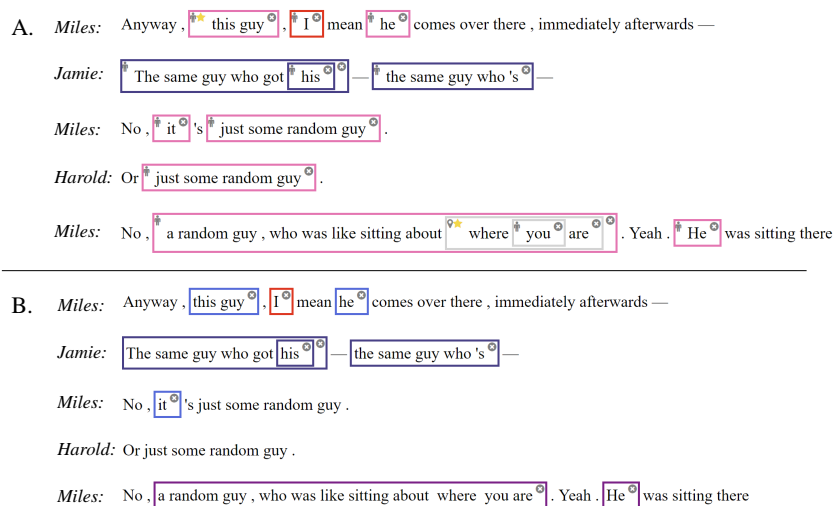 A. Miles: Anyway , this guy , I mean he comes over there , immediately afterwards —
Jamie: The same guy who got his — the same guy who 's —
Miles: No , it 's just some random guy .
Harold: Or just some random guy .
Miles: No , a random guy , who was like sitting about where you are . Yeah . He was sitting there
B. Miles: Anyway , this guy , I mean he comes over there , immediately afterwards —
Jamie: The same guy who got his — the same guy who 's —
Miles: No , it 's just some random guy .
Harold: Or just some random guy .
Miles: No , a random guy , who was like sitting about where you are . Yeah . He was sitting there